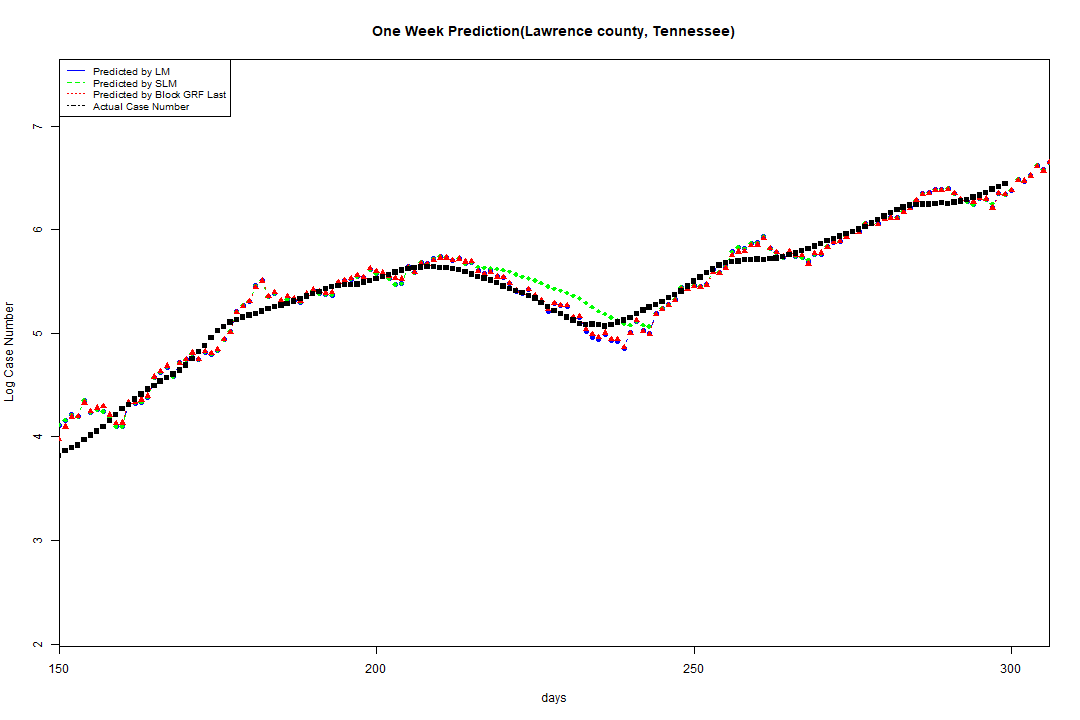 One Week Prediction(Lawrence county, Tennessee)
Predicted by LM
Predicted by SLM
Predicted by Block GRF Last
Actual Case Number
7
6
5
4
3
2
Log Case Number
150 200 250 300
days